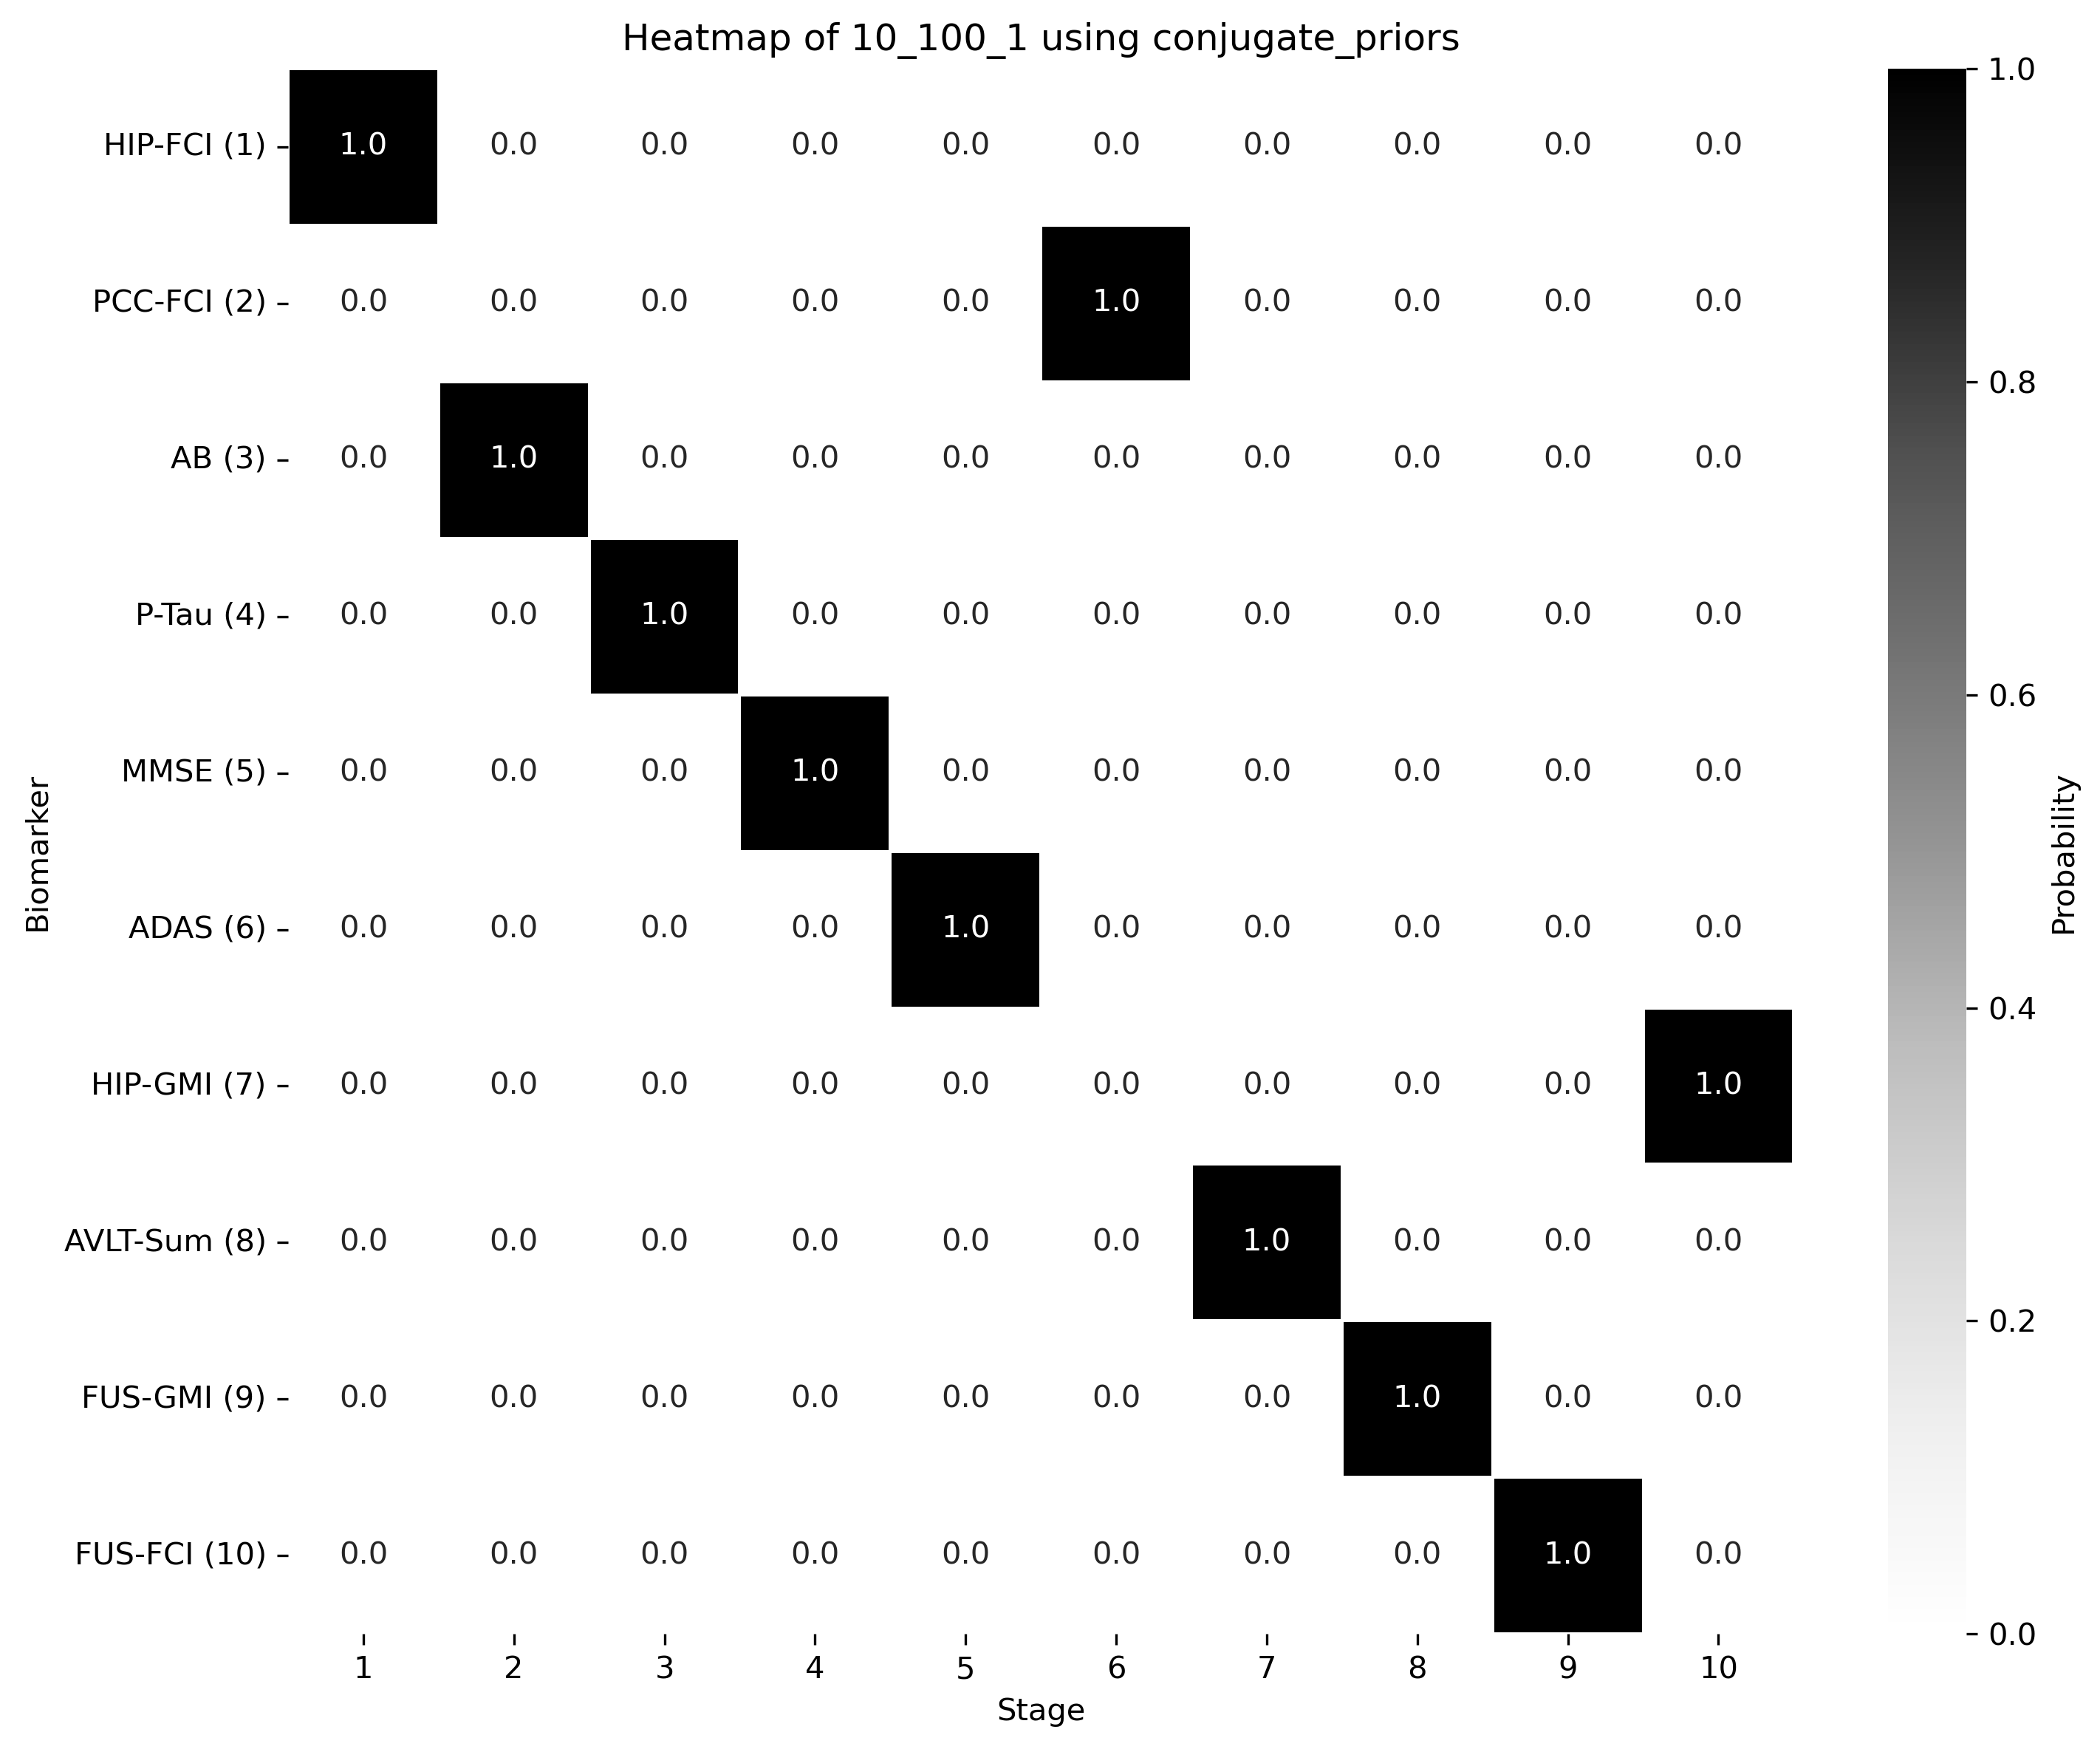 Heatmap of 10_100_1 using conjugate_priors
HIP-FCI (1) 1.0 0.0 0.0 0.0 0.0 0.0 0.0 0.0 0.0 0.0
PCC-FCI (2) 0.0 0.0 0.0 0.0 0.0 1.0 0.0 0.0 0.0 0.0
AB (3) 0.0 1.0 0.0 0.0 0.0 0.0 0.0 0.0 0.0 0.0
P-Tau (4) 0.0 0.0 1.0 0.0 0.0 0.0 0.0 0.0 0.0 0.0
MMSE (5) 0.0 0.0 0.0 1.0 0.0 0.0 0.0 0.0 0.0 0.0
ADAS (6) 0.0 0.0 0.0 0.0 1.0 0.0 0.0 0.0 0.0 0.0
HIP-GMI (7) 0.0 0.0 0.0 0.0 0.0 0.0 0.0 0.0 0.0 1.0
AVLT-Sum (8) 0.0 0.0 0.0 0.0 0.0 0.0 1.0 0.0 0.0 0.0
FUS-GMI (9) 0.0 0.0 0.0 0.0 0.0 0.0 0.0 1.0 0.0 0.0
FUS-FCI (10) 0.0 0.0 0.0 0.0 0.0 0.0 0.0 0.0 1.0 0.0
1 2 3 4 5 6 7 8 9 10
Stage
Biomarker
1.0
0.8
0.6
0.4
0.2
0.0
Probability